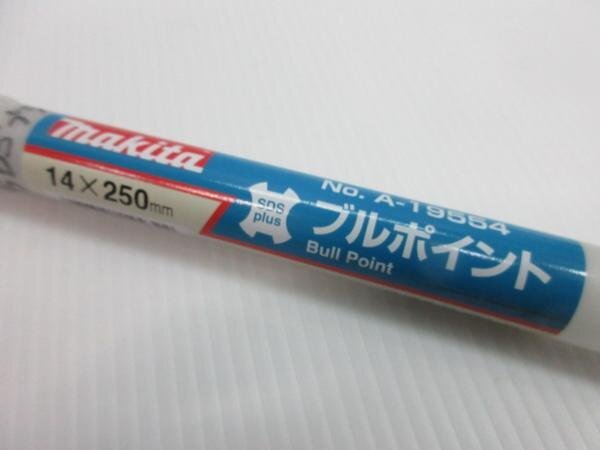 makita
14×250mm
No. A-19554
SDS
plus
ブルポイント
Bull Point